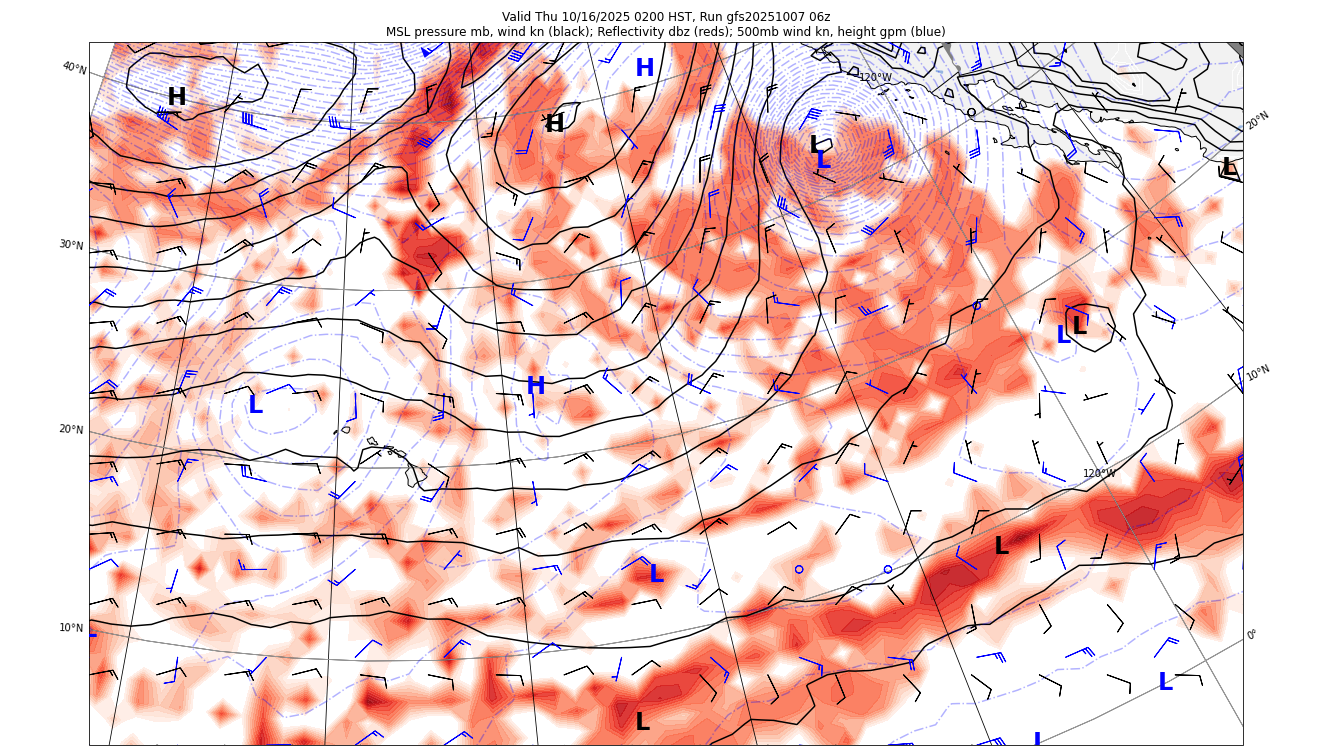 Valid Thu 10/16/2025 0200 HST, Run gfs20251007 06z
MSL pressure mb, wind kn (black); Reflectivity dbz (reds); 500mb wind kn, height gpm (blue)
40°N
H
H
H
120°W
20°N
L
L
L
30°N
L
L
10°N
H
L
20°N
120°W
L
L
10°N
0°
L
L
L